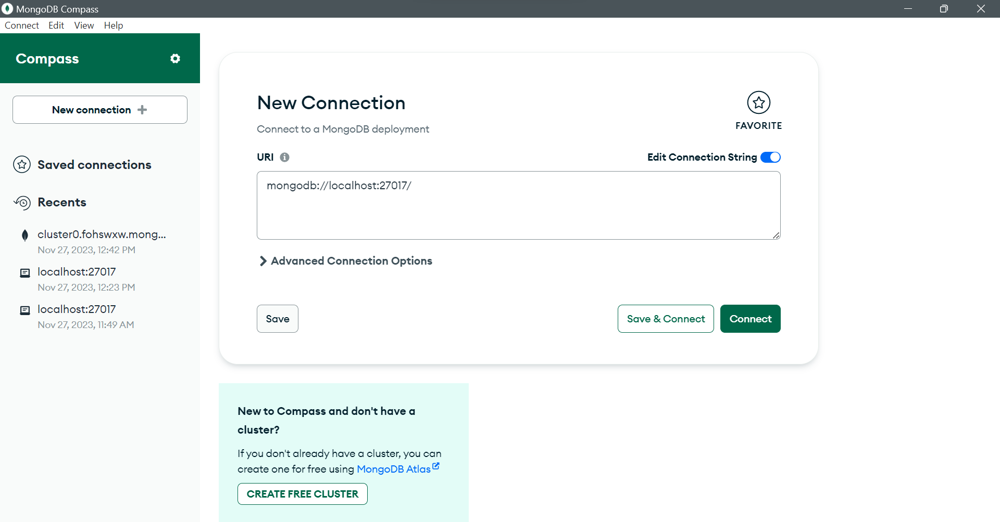 MongoDB Compass
Connect Edit View Help
Compass
New connection
Saved connections
Recents
cluster0.fohswxw.mong...
Nov 27, 2023, 12:42 PM
localhost:27017
Nov 27, 2023, 12:23 PM
localhost:27017
Nov 27, 2023, 11:49 AM
New Connection
FAVORITE
Connect to a MongoDB deployment
URI
Edit Connection String
mongodb://localhost:27017/
Advanced Connection Options
Save
Save & Connect
Connect
New to Compass and don't have a
cluster?
If you don't already have a cluster, you can
create one for free using MongoDB Atlas
CREATE FREE CLUSTER